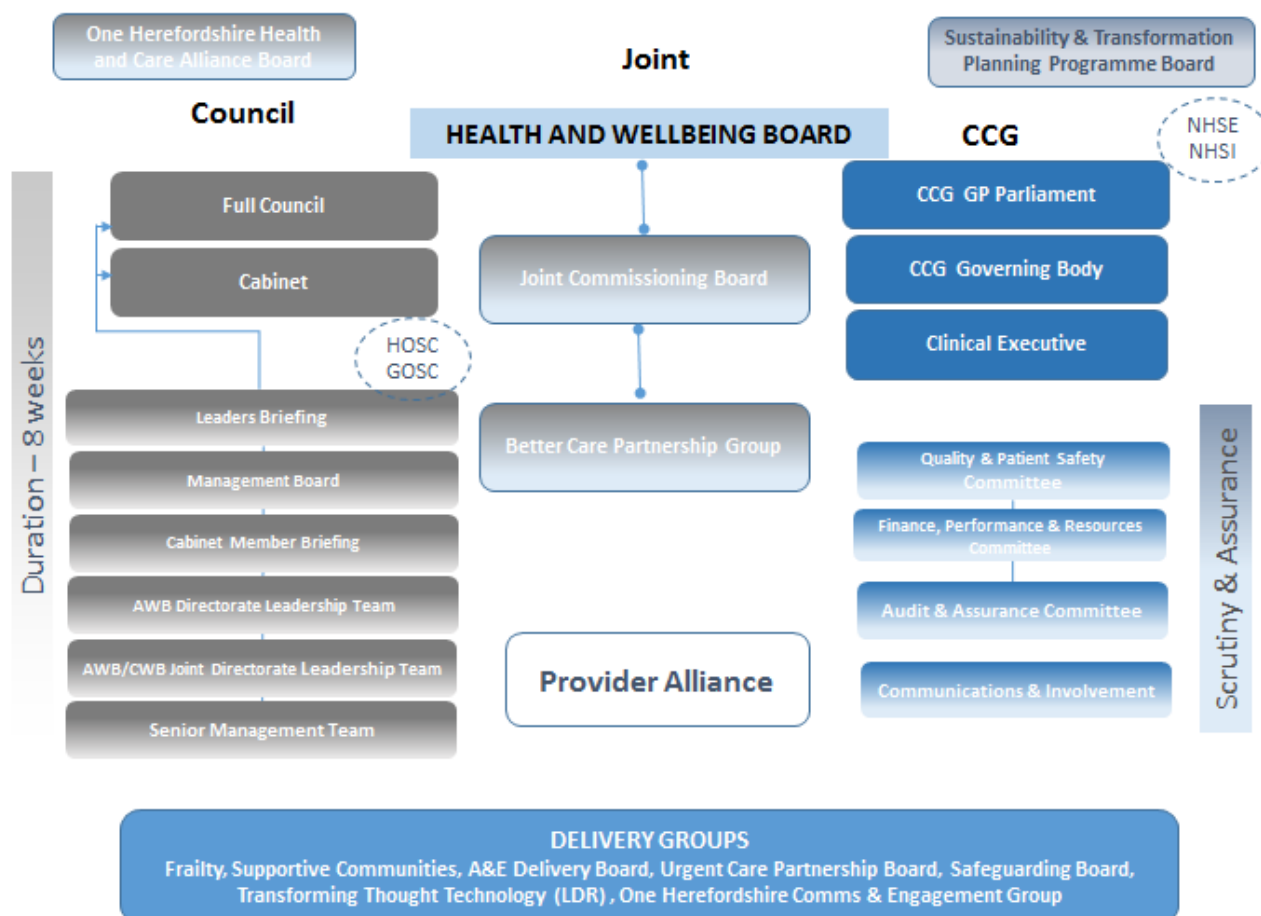 One Herefordshire Health
and Care Alliance Board
Joint
Sustainability & Transformation
Planning Programme Board
Council
HEALTH AND WELLBEING BOARD
CCG
NHSE
NHSI
Duration – 8 weeks
Full Council
Cabinet
HOSC
GOSC
Leaders Briefing
Management Board
Cabinet Member Briefing
AWB Directorate Leadership Team
AWB/CWB Joint Directorate Leadership Team
Senior Management Team
Joint Commissioning Board
Better Care Partnership Group
Provider Alliance
CCG GP Parliament
CCG Governing Body
Clinical Executive
Quality & Patient Safety
Committee
Finance, Performance & Resources
Committee
Audit & Assurance Committee
Communications & Involvement
Scrutiny & Assurance
DELIVERY GROUPS
Frailty, Supportive Communities, A&E Delivery Board, Urgent Care Partnership Board, Safeguarding Board,
Transforming Thought Technology (LDR) , One Herefordshire Comms & Engagement Group